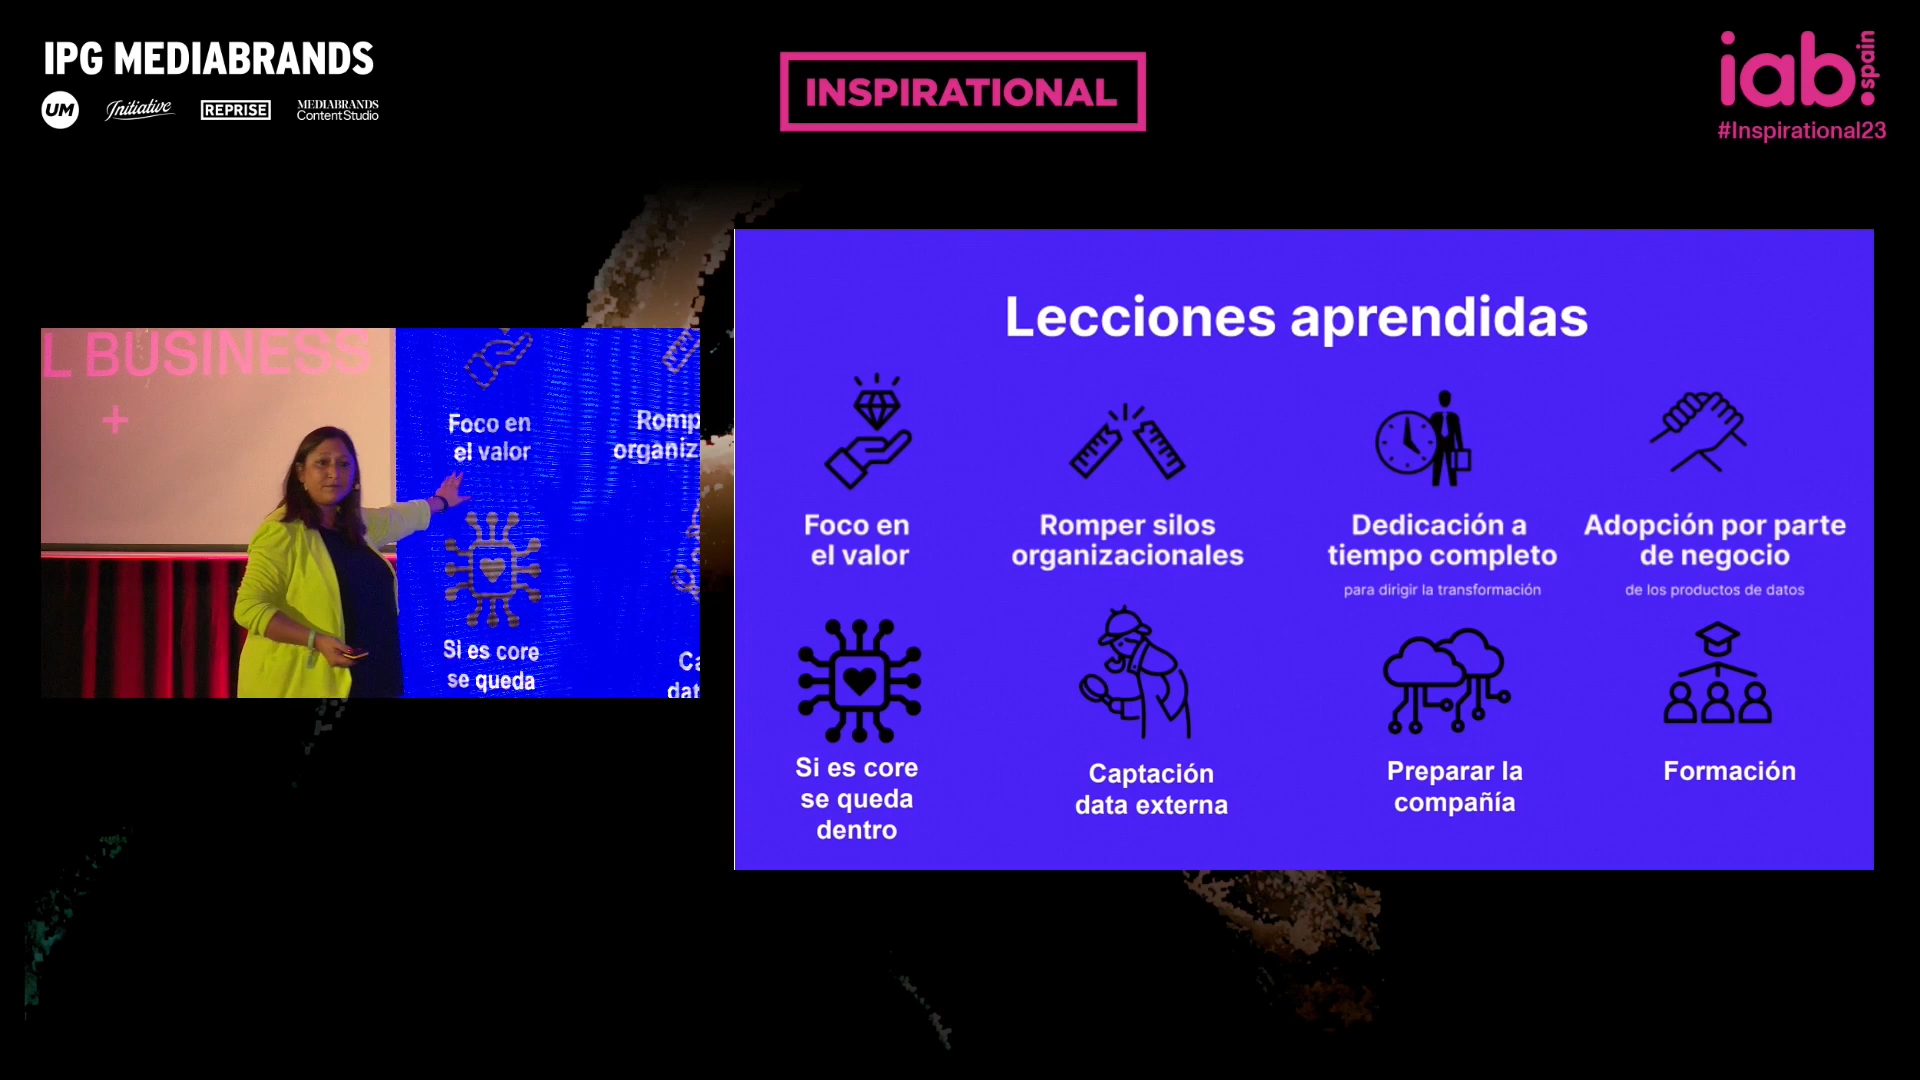 IPG MEDIABRANDS
UM
Initiative
REPRISE
MEDIABRANDS
ContentStudio
INSPIRATIONAL
iab.spain
#Inspirational23
L BUSINESS
+
Foco en
el valor
Romp
organiz
Si es core
se queda
Ca
dat
Lecciones aprendidas
Foco en
el valor
Romper silos
organizacionales
Dedicación a
tiempo completo
para dirigir la transformación
Adopción por parte
de negocio
de los productos de datos
Si es core
se queda
dentro
Captación
data externa
Preparar la
compañía
Formación